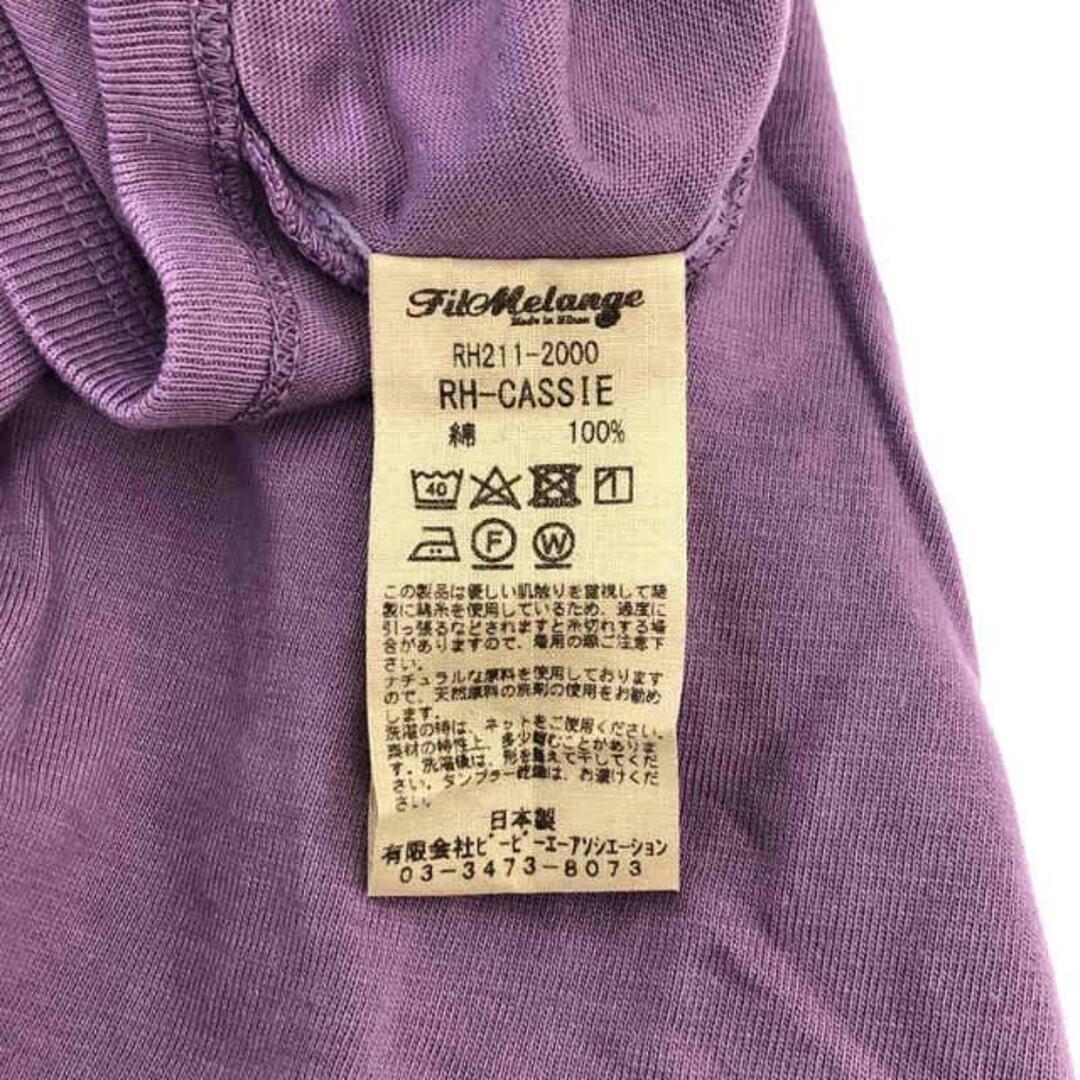 FilMelange
Made in Nihon
RH211-2000
RH-CASSIE
綿 100%
40
F W
この製品は優しい肌触りを重視して縫
製に綿糸を使用しているため、過度に
引っ張るなどされますと糸切れする場
合がありますので、着用の際ご注意下
さい。
ナチュラルな原料を使用しております
ので、天然原料の洗剤の使用をお勧め
します。
洗濯の時は、ネットをご使用ください。
素材の特性上、多少縮むことがありま
す。洗濯後は、形を整えて干してくだ
さい。タンブラー乾燥は、お避けくだ
さい。
日本製
有限会社ビーピーエーアソシエーション
03-3473-8073